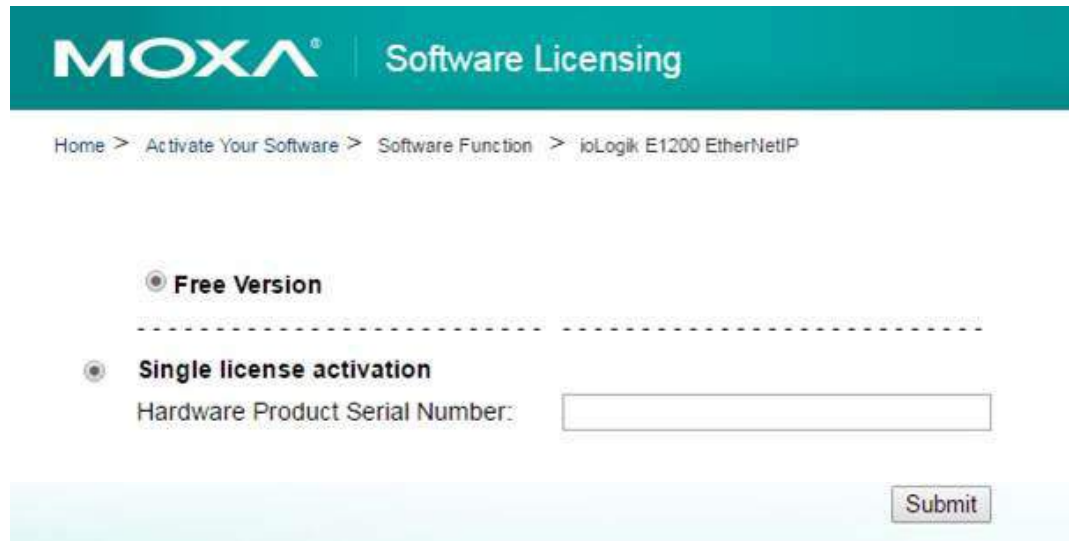 MOXA® Software Licensing
Home > Activate Your Software > Software Function > ioLogik E1200 EtherNetIP
Free Version
Single license activation
Hardware Product Serial Number:
Submit